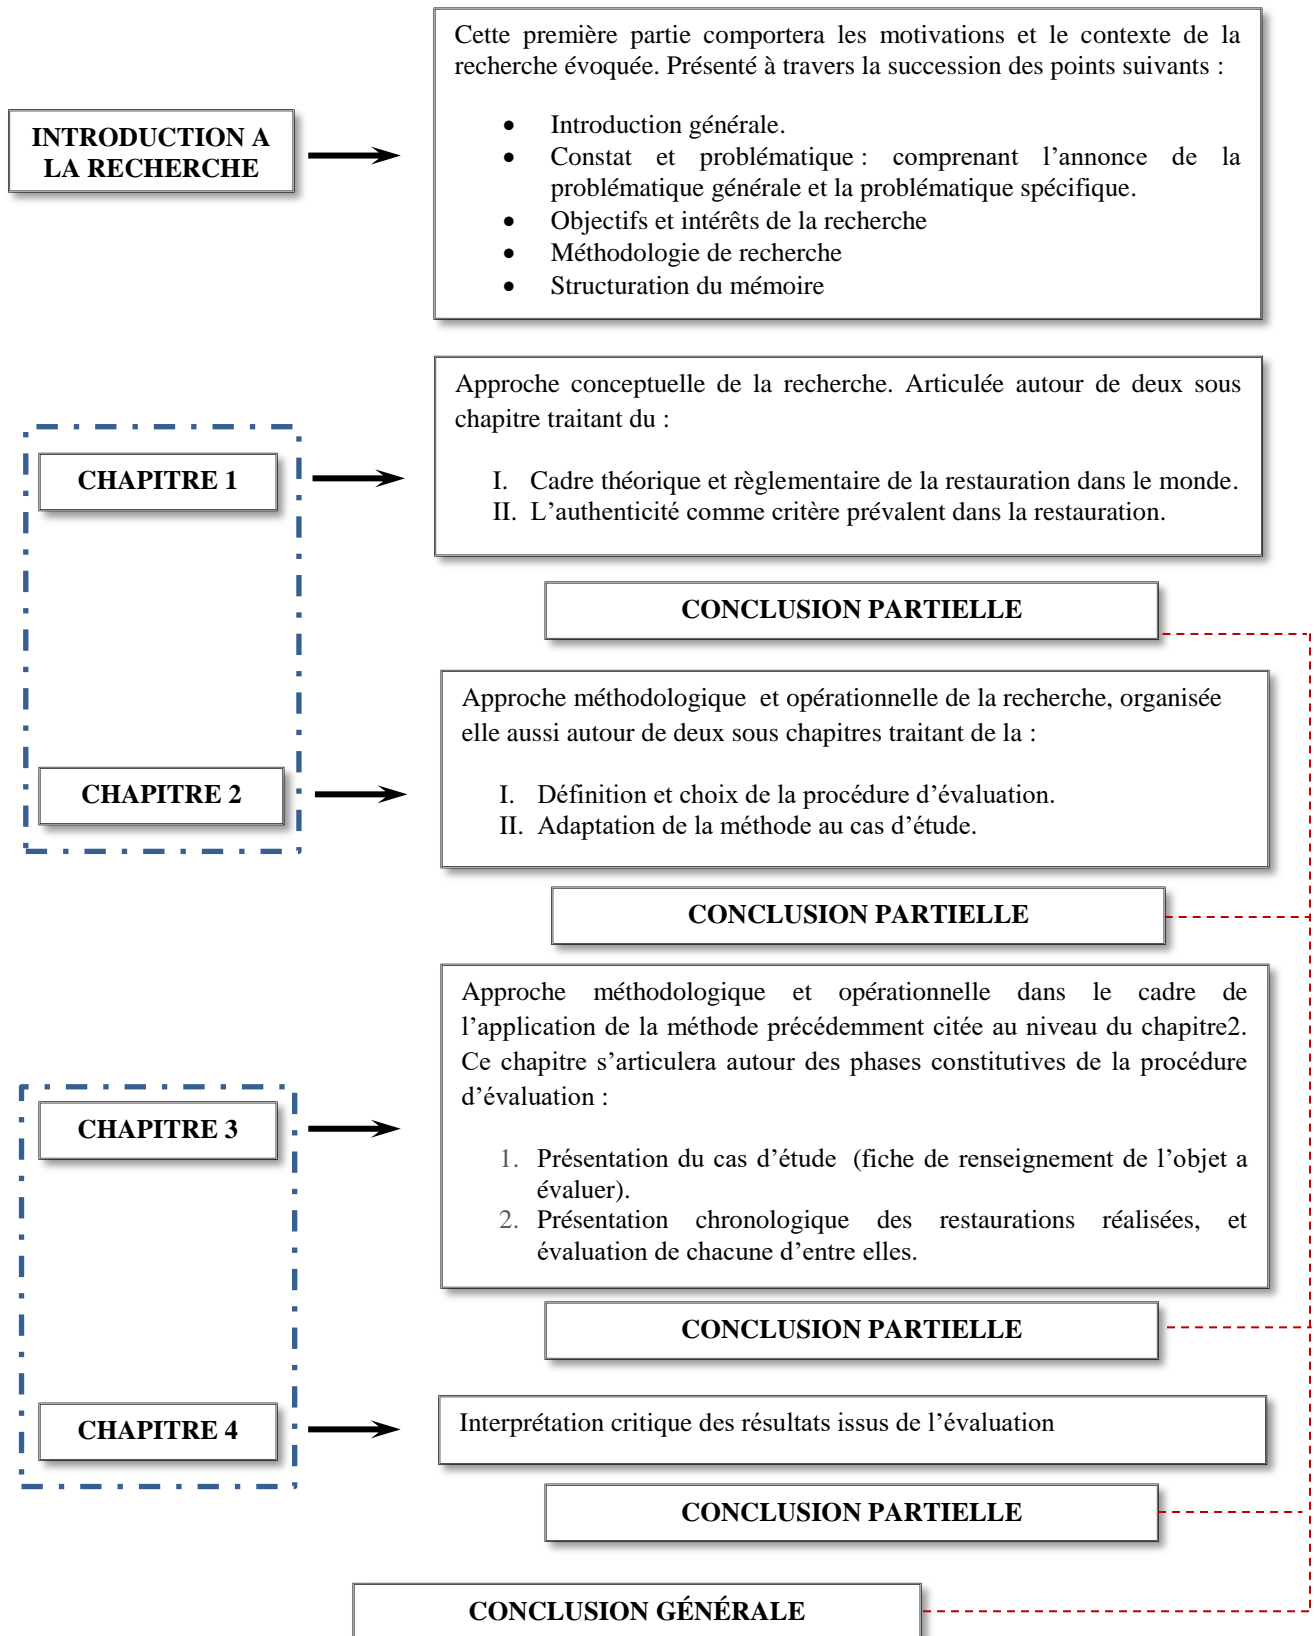 Cette première partie comportera les motivations et le contexte de la
recherche évoquée. Présenté à travers la succession des points suivants :
INTRODUCTION A
LA RECHERCHE
• Introduction générale.
• Constat et problématique : comprenant l’annonce de la
problématique générale et la problématique spécifique.
• Objectifs et intérêts de la recherche
• Méthodologie de recherche
• Structuration du mémoire
Approche conceptuelle de la recherche. Articulée autour de deux sous
chapitre traitant du :
CHAPITRE 1
I. Cadre théorique et règlementaire de la restauration dans le monde.
II. L’authenticité comme critère prévalent dans la restauration.
CONCLUSION PARTIELLE
Approche méthodologique et opérationnelle de la recherche, organisée
elle aussi autour de deux sous chapitres traitant de la :
CHAPITRE 2
I. Définition et choix de la procédure d’évaluation.
II. Adaptation de la méthode au cas d’étude.
CONCLUSION PARTIELLE
Approche méthodologique et opérationnelle dans le cadre de
l’application de la méthode précédemment citée au niveau du chapitre2.
Ce chapitre s’articulera autour des phases constitutives de la procédure
d’évaluation :
CHAPITRE 3
1. Présentation du cas d’étude (fiche de renseignement de l’objet a
évaluer).
2. Présentation chronologique des restaurations réalisées, et
évaluation de chacune d’entre elles.
CONCLUSION PARTIELLE
CHAPITRE 4
Interprétation critique des résultats issus de l’évaluation
CONCLUSION PARTIELLE
CONCLUSION GÉNÉRALE